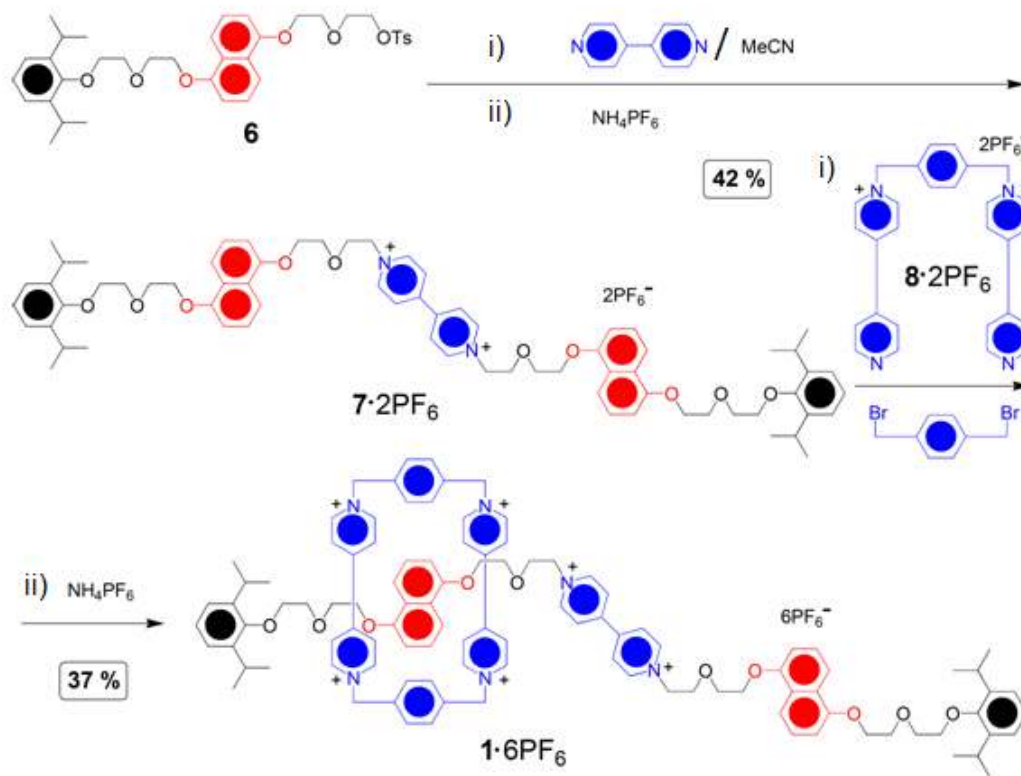 O O O OTs
i) N N / MeCN
O O O
6
ii) NH₄PF₆
42 %
i) 2PF₆
N + N
8·2PF₆
N N
O O O O O O N +
2PF₆⁻
N + O O O O O
7·2PF₆
Br Br
ii) NH₄PF₆
37 %
+ N N +
O O O O O O N +
+ N N +
6PF₆⁻
N + O O O O O
1·6PF₆